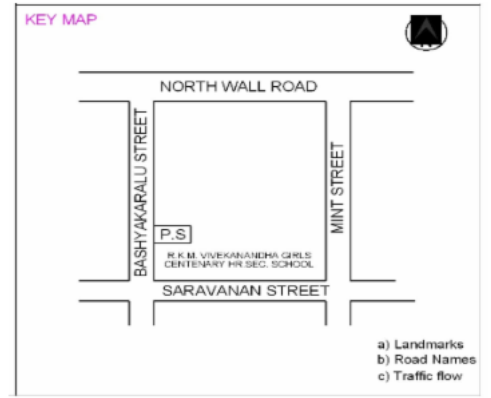 KEY MAP
NORTH WALL ROAD
BASHYAKARALU STREET
MINT STREET
P.S
R.K.M. VIVEKANANDHA GIRLS
CENTENARY HR.SEC. SCHOOL
SARAVANAN STREET
a) Landmarks
b) Road Names
c) Traffic flow